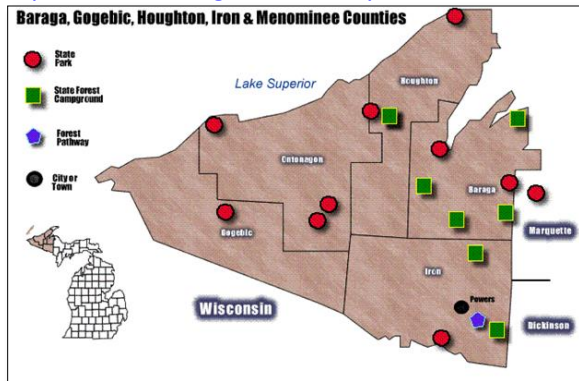 Baraga, Gogebic, Houghton, Iron & Menominee Counties
State
Park
State Forest
Campground
Forest
Pathway
City or
Town
Lake Superior
Houghton
Ontonagon
Baraga
Gogebic
Marquette
Iron
Powers
Wisconsin
Dickinson